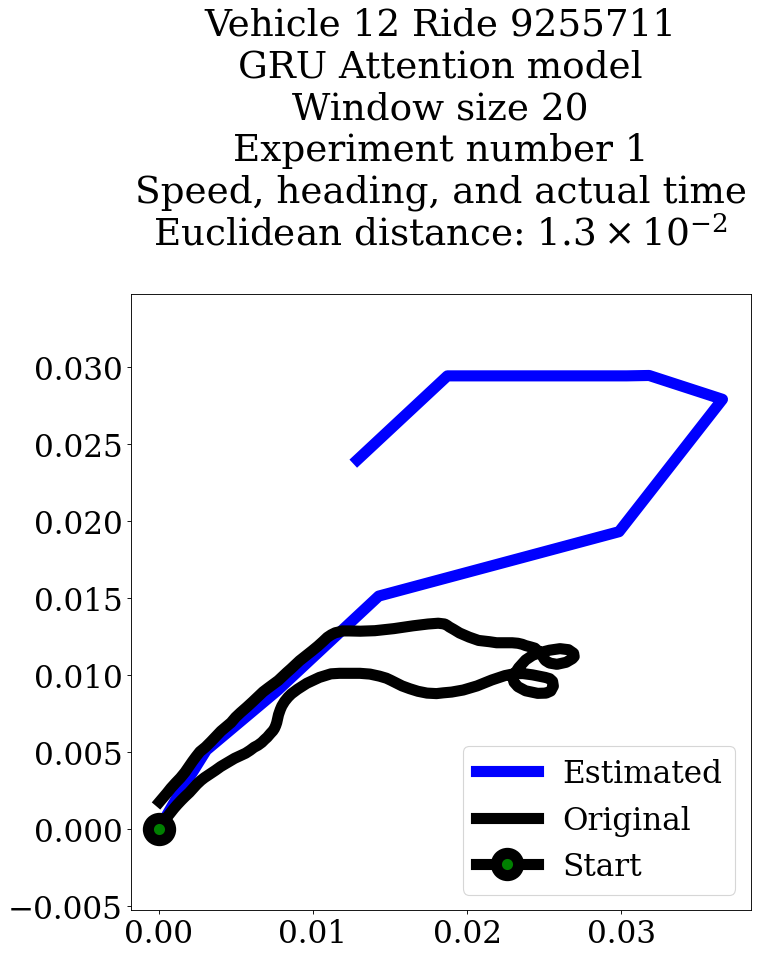 Vehicle 12 Ride 9255711
GRU Attention model
Window size 20
Experiment number 1
Speed, heading, and actual time
Euclidean distance: 1.3 × 10⁻²
0.030
0.025
0.020
0.015
0.010
0.005
0.000
−0.005
0.00 0.01 0.02 0.03
Estimated
Original
Start